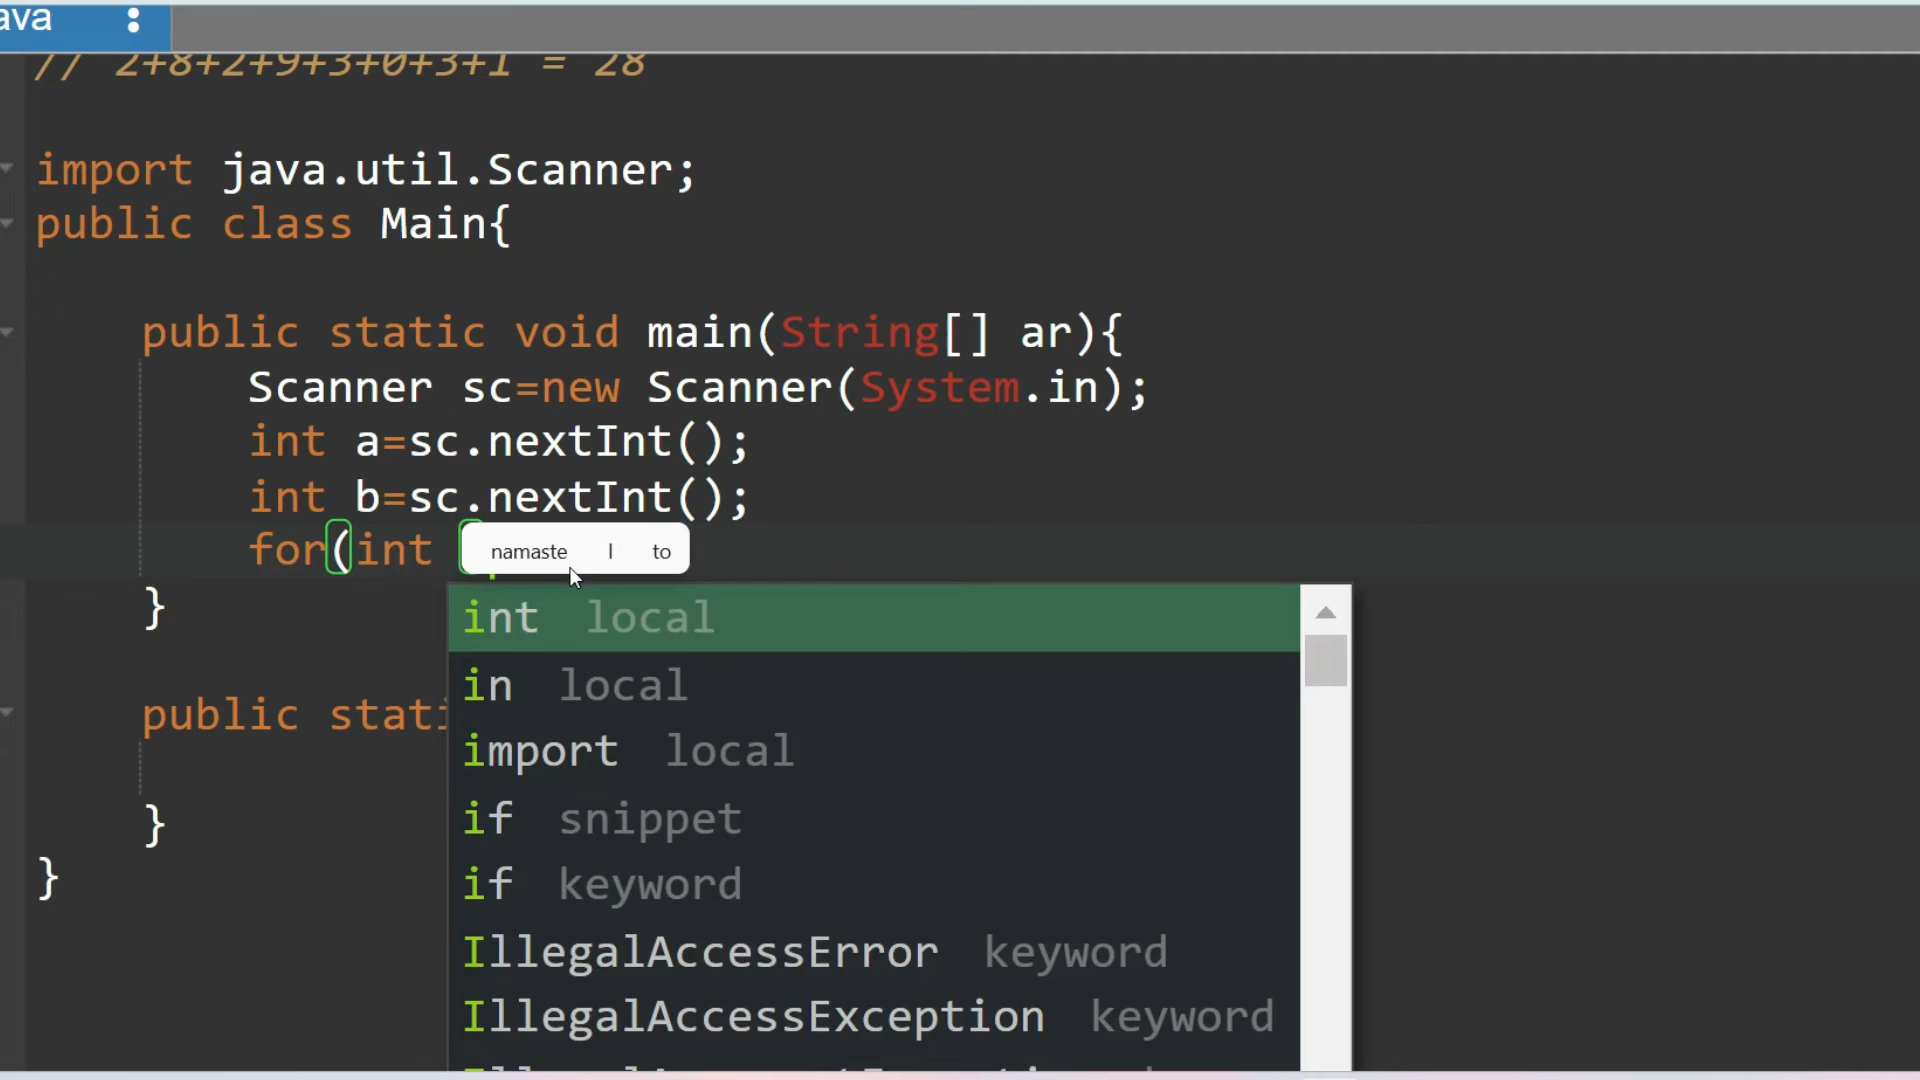 ava
// 2+8+2+9+3+0+3+1 = 28
import java.util.Scanner;
public class Main{
public static void main(String[] ar){
Scanner sc=new Scanner(System.in);
int a=sc.nextInt();
int b=sc.nextInt();
for(int
namaste I to
}
int local
in local
public stati
import local
if snippet
}
if keyword
}
IllegalAccessError keyword
IllegalAccessException keyword